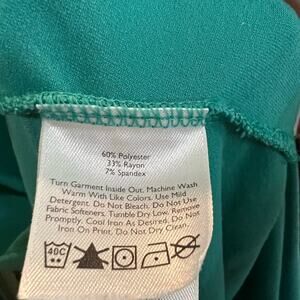 60% Polyester
33% Rayon
7% Spandex
Turn Garment Inside Out. Machine Wash
Warm With Like Colors. Use Mild
Detergent. Do Not Bleach. Do Not Use
Fabric Softeners. Tumble Dry Low. Remove
Promptly. Cool Iron As Desired. Do Not
Iron On Print. Do Not Dry Clean.
40C